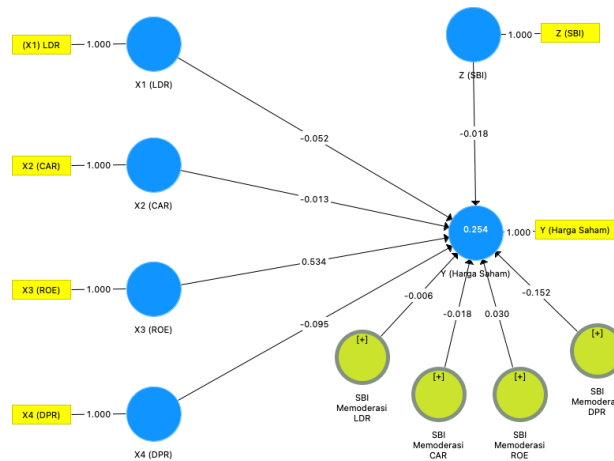 (X1) LDR
1.000
X1 (LDR)
Z (SBI)
1.000
Z (SBI)
-0.052
-0.018
X2 (CAR)
1.000
X2 (CAR)
-0.013
0.254
1.000
Y (Harga Saham)
Y (Harga Saham)
X3 (ROE)
1.000
X3 (ROE)
0.534
-0.095
-0.006
-0.018
0.030
-0.152
X4 (DPR)
1.000
X4 (DPR)
[+]
SBI
Memoderasi
LDR
[+]
SBI
Memoderasi
CAR
[+]
SBI
Memoderasi
ROE
[+]
SBI
Memodera
DPR